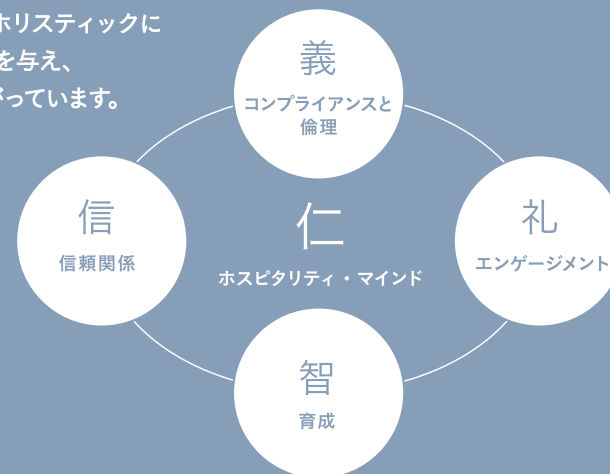 ホリスティックに
を与え、
がっています。
義
コンプライアンスと
倫理
信
信頼関係
仁
ホスピタリティ・マインド
礼
エンゲージメント
智
育成